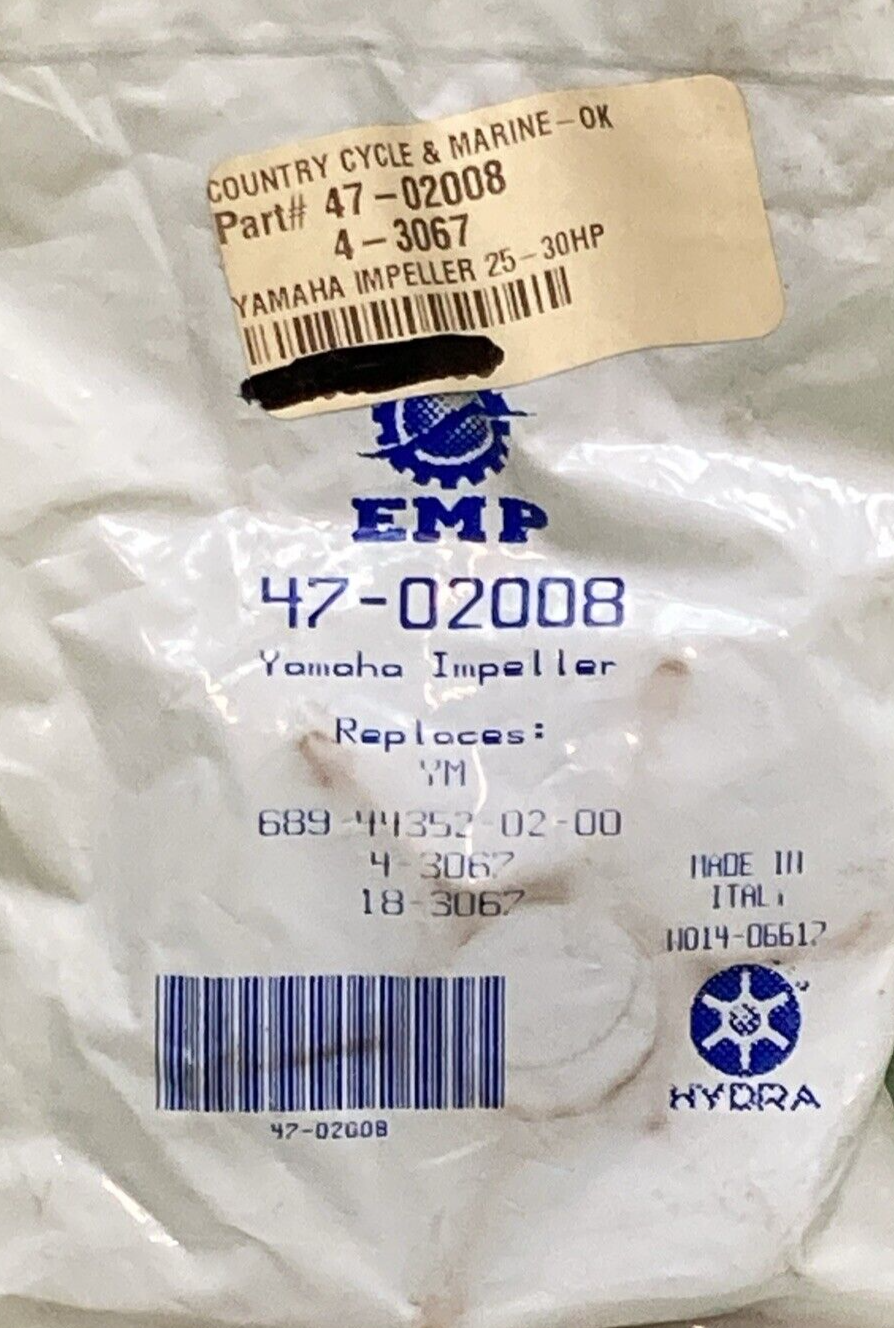 COUNTRY CYCLE & MARINE-OK
Part# 47-02008
4-3067
YAMAHA IMPELLER 25-30HP
EMP
47-02008
Yamaha Impeller
Replaces:
YM
689-44352-02-00
4-3067
18-3067
MADE IN
ITALY
N014-06617
HYDRA
47-02008